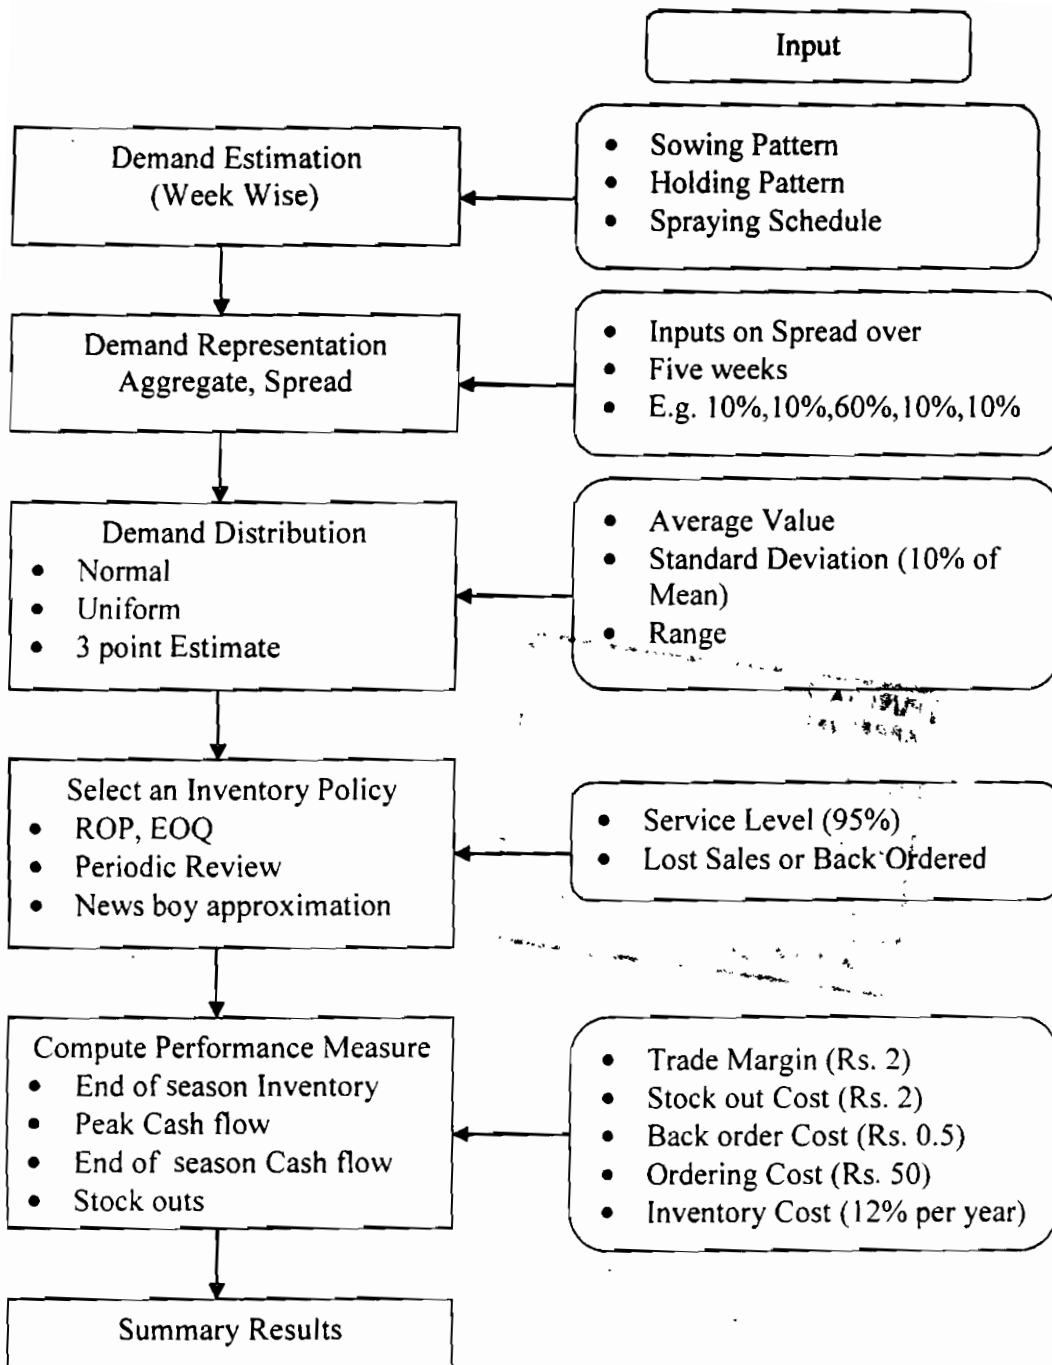 Input
Demand Estimation
(Week Wise)
• Sowing Pattern
• Holding Pattern
• Spraying Schedule
Demand Representation
Aggregate, Spread
• Inputs on Spread over
• Five weeks
• E.g. 10%,10%,60%,10%,10%
Demand Distribution
• Normal
• Uniform
• 3 point Estimate
• Average Value
• Standard Deviation (10% of
Mean)
• Range
Select an Inventory Policy
• ROP, EOQ
• Periodic Review
• News boy approximation
• Service Level (95%)
• Lost Sales or Back Ordered
Compute Performance Measure
• End of season Inventory
• Peak Cash flow
• End of season Cash flow
• Stock outs
• Trade Margin (Rs. 2)
• Stock out Cost (Rs. 2)
• Back order Cost (Rs. 0.5)
• Ordering Cost (Rs. 50)
• Inventory Cost (12% per year)
Summary Results